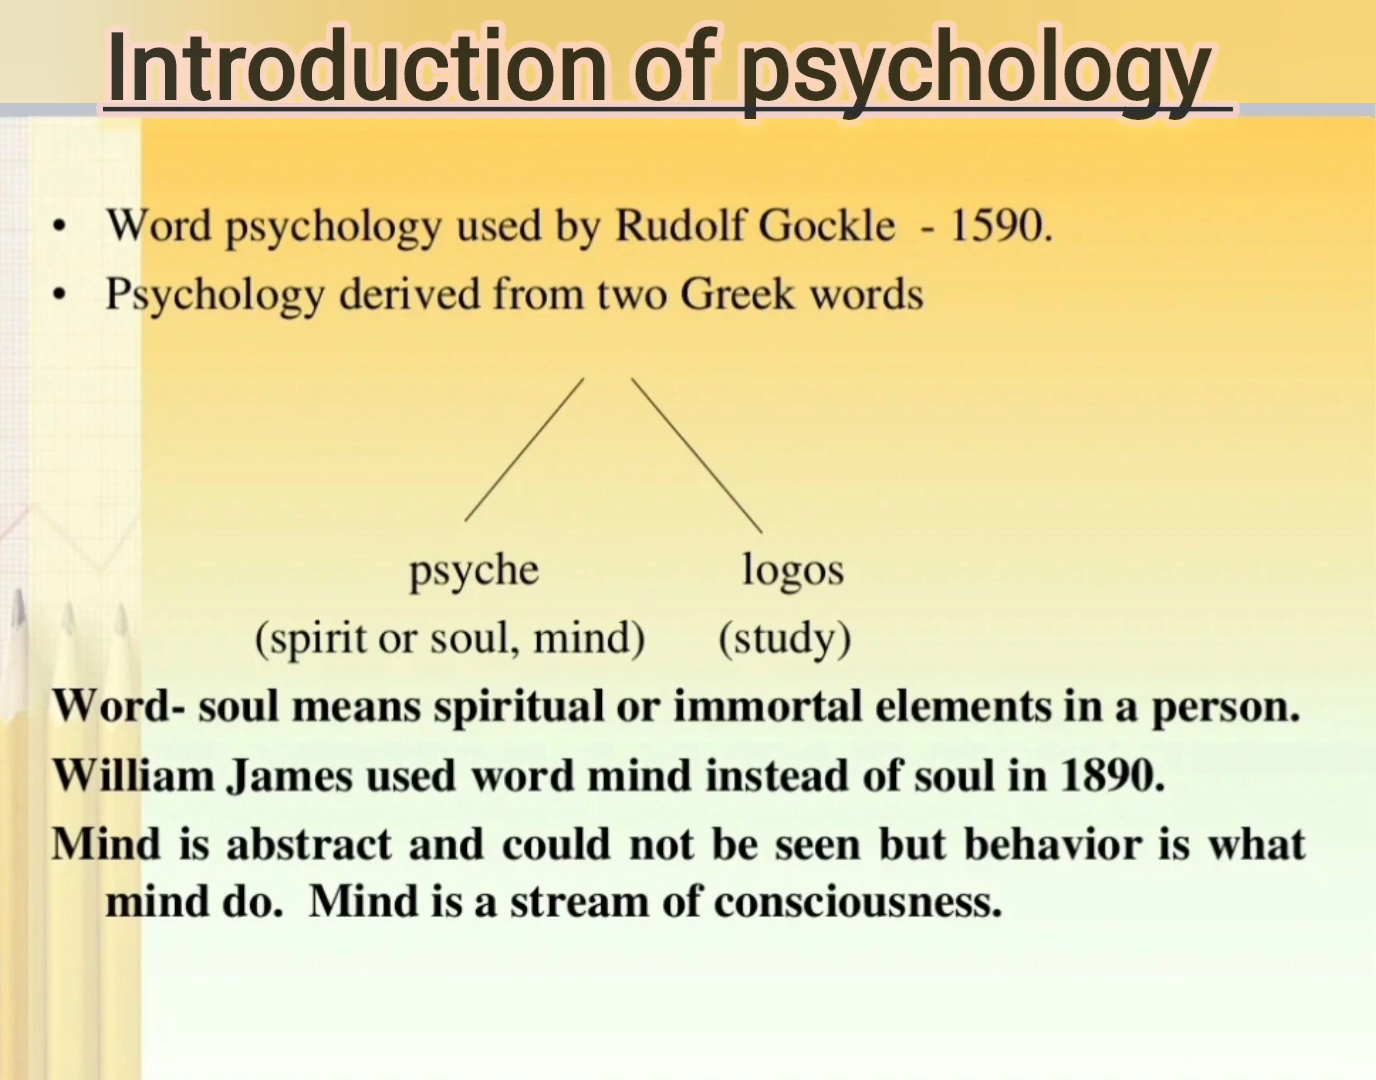 Introduction of psychology
• Word psychology used by Rudolf Gockle - 1590.
• Psychology derived from two Greek words
psyche logos
(spirit or soul, mind) (study)
Word- soul means spiritual or immortal elements in a person.
William James used word mind instead of soul in 1890.
Mind is abstract and could not be seen but behavior is what
mind do. Mind is a stream of consciousness.